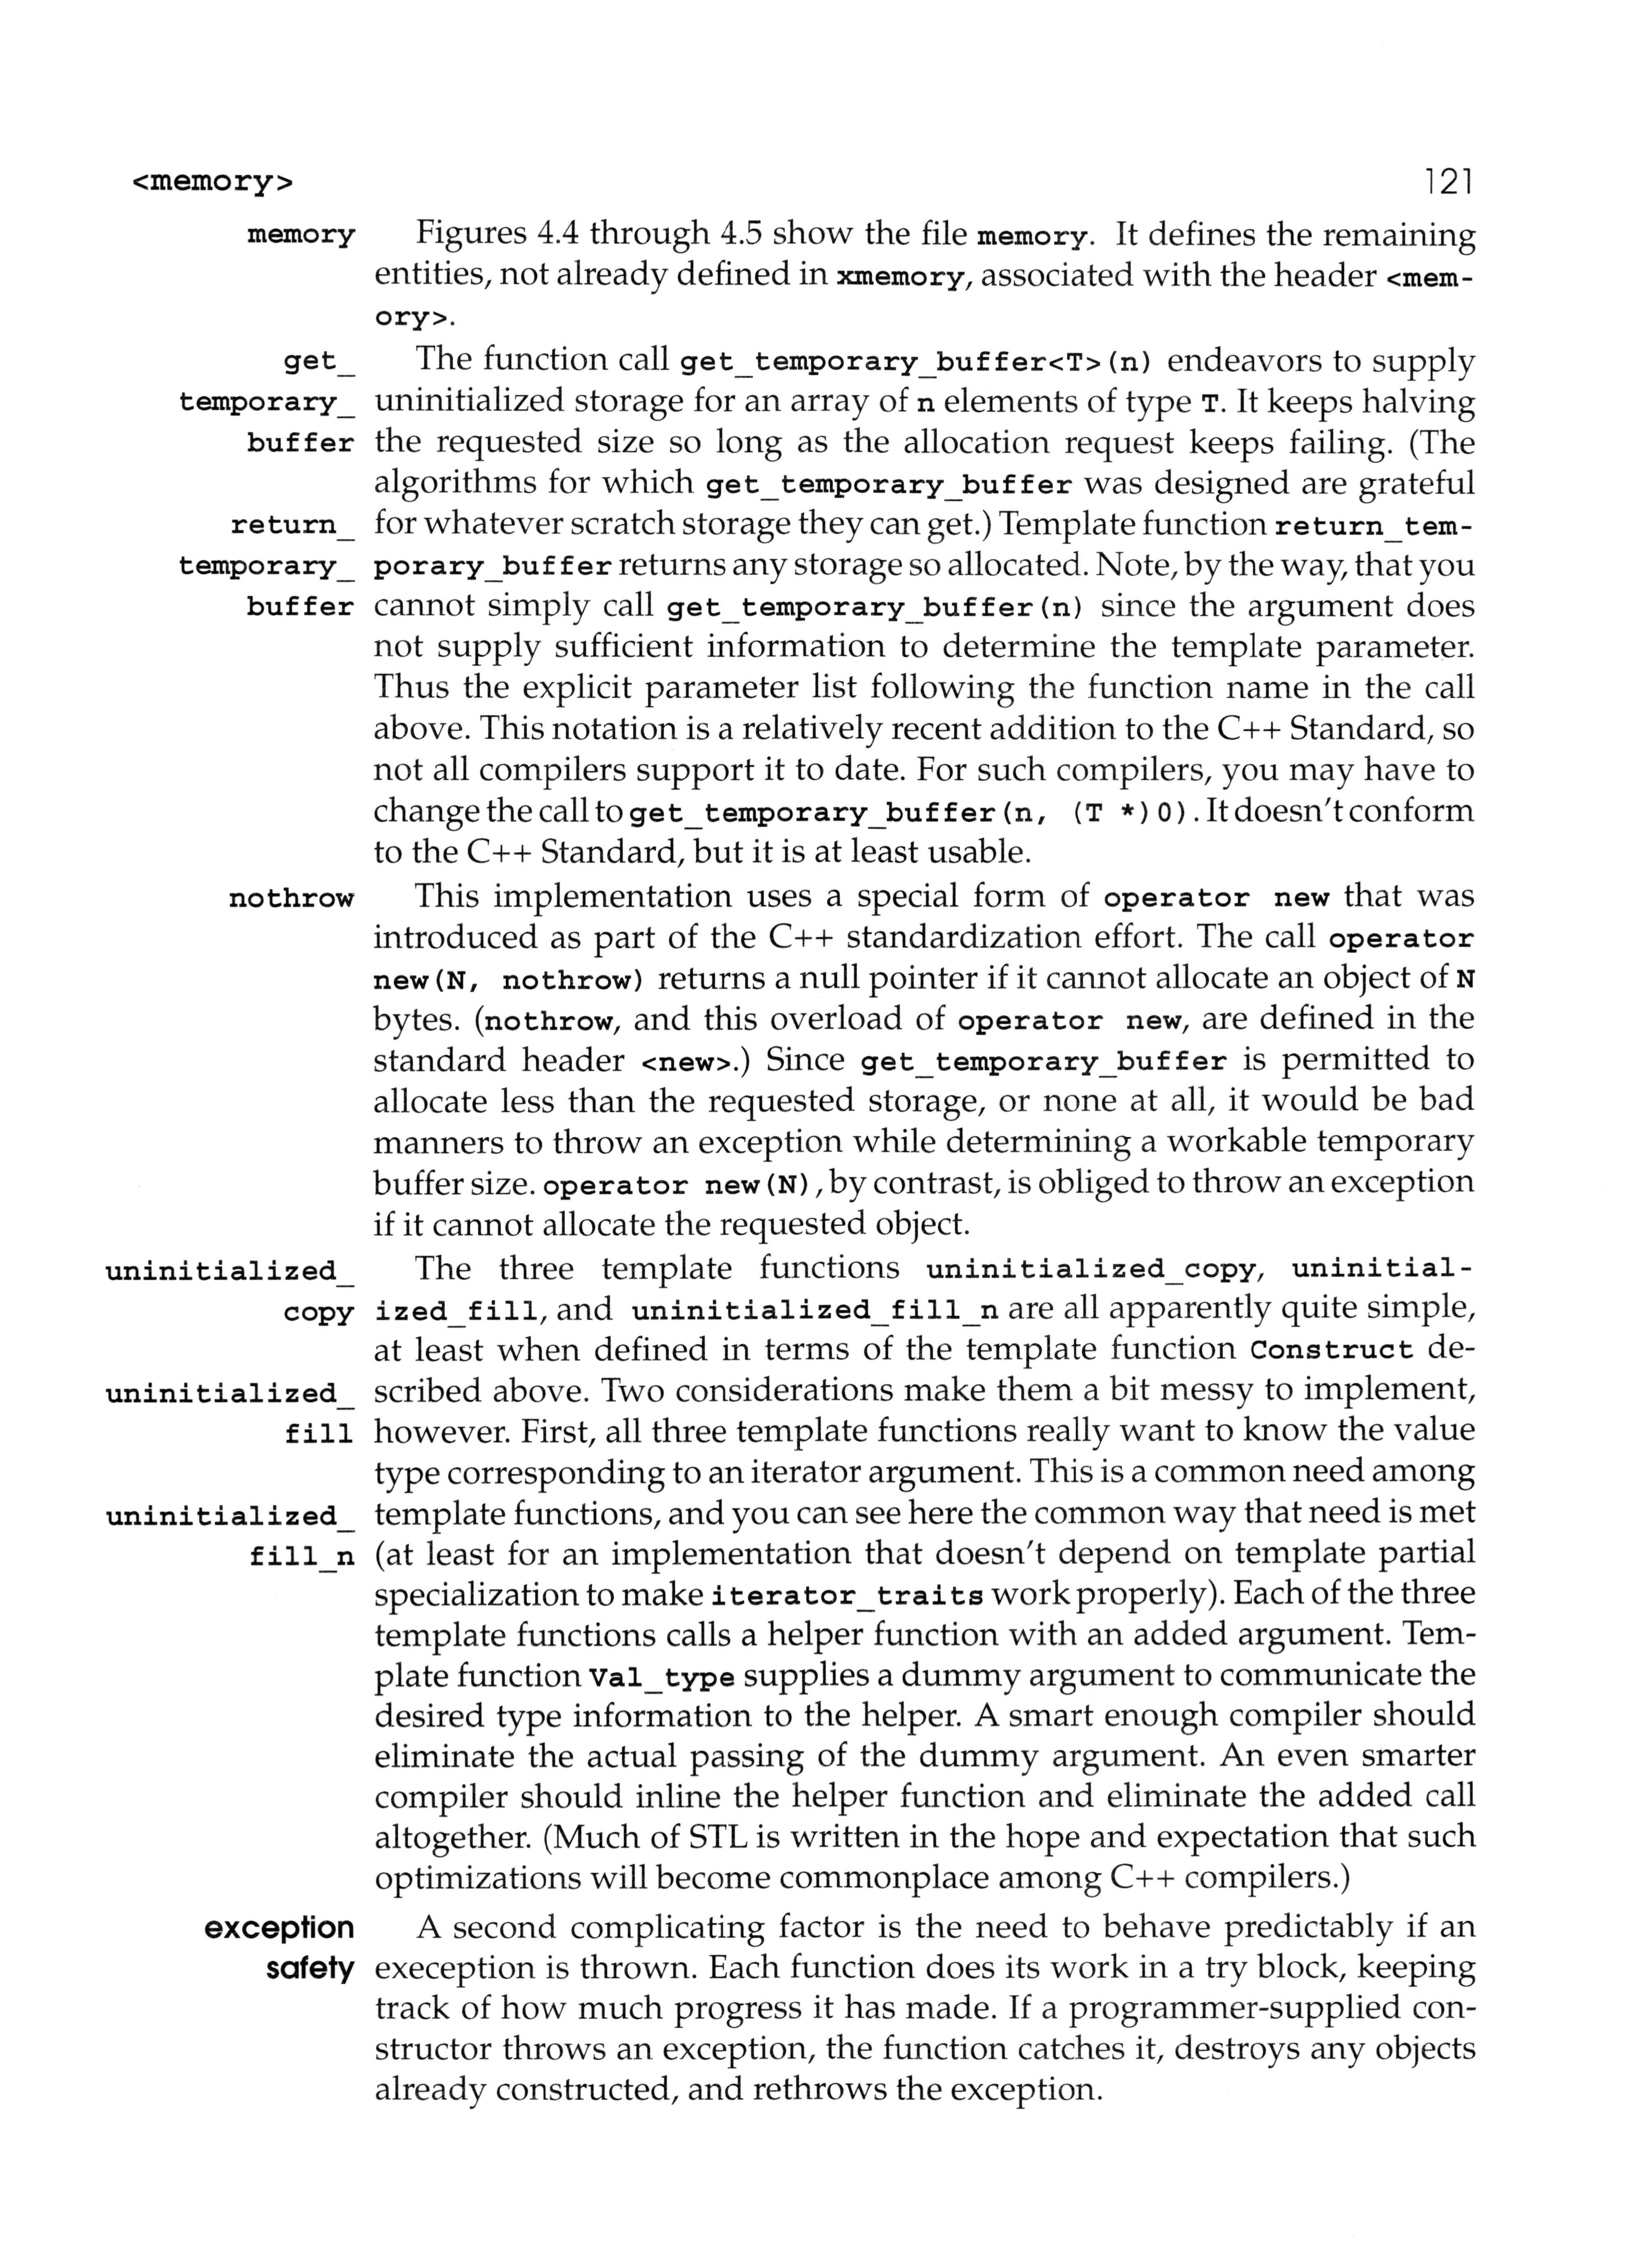 <memory> 121
memory Figures 4.4 through 4.5 show the file memory. It defines the remaining
entities, not already defined in xmemory, associated with the header <mem-
ory>.
get_ The function call get_temporary_buffer<T>(n) endeavors to supply
temporary_ uninitialized storage for an array of n elements of type T. It keeps halving
buffer the requested size so long as the allocation request keeps failing. (The
algorithms for which get_temporary_buffer was designed are grateful
return_ for whatever scratch storage they can get.) Template function return_tem-
temporary_ porary_buffer returns any storage so allocated. Note, by the way, that you
buffer cannot simply call get_temporary_buffer(n) since the argument does
not supply sufficient information to determine the template parameter.
Thus the explicit parameter list following the function name in the call
above. This notation is a relatively recent addition to the C++ Standard, so
not all compilers support it to date. For such compilers, you may have to
change the call to get_temporary_buffer(n, (T *)0). It doesn't conform
to the C++ Standard, but it is at least usable.
nothrow This implementation uses a special form of operator new that was
introduced as part of the C++ standardization effort. The call operator
new(N, nothrow) returns a null pointer if it cannot allocate an object of N
bytes. (nothrow, and this overload of operator new, are defined in the
standard header <new>.) Since get_temporary_buffer is permitted to
allocate less than the requested storage, or none at all, it would be bad
manners to throw an exception while determining a workable temporary
buffer size. operator new(N), by contrast, is obliged to throw an exception
if it cannot allocate the requested object.
uninitialized_ The three template functions uninitialized_copy, uninitial-
copy ized_fill, and uninitialized_fill_n are all apparently quite simple,
at least when defined in terms of the template function Construct de-
uninitialized_ scribed above. Two considerations make them a bit messy to implement,
fill however. First, all three template functions really want to know the value
type corresponding to an iterator argument. This is a common need among
uninitialized_ template functions, and you can see here the common way that need is met
fill_n (at least for an implementation that doesn't depend on template partial
specialization to make iterator_traits work properly). Each of the three
template functions calls a helper function with an added argument. Tem-
plate function Val_type supplies a dummy argument to communicate the
desired type information to the helper. A smart enough compiler should
eliminate the actual passing of the dummy argument. An even smarter
compiler should inline the helper function and eliminate the added call
altogether. (Much of STL is written in the hope and expectation that such
optimizations will become commonplace among C++ compilers.)
exception A second complicating factor is the need to behave predictably if an
safety exeception is thrown. Each function does its work in a try block, keeping
track of how much progress it has made. If a programmer-supplied con-
structor throws an exception, the function catches it, destroys any objects
already constructed, and rethrows the exception.